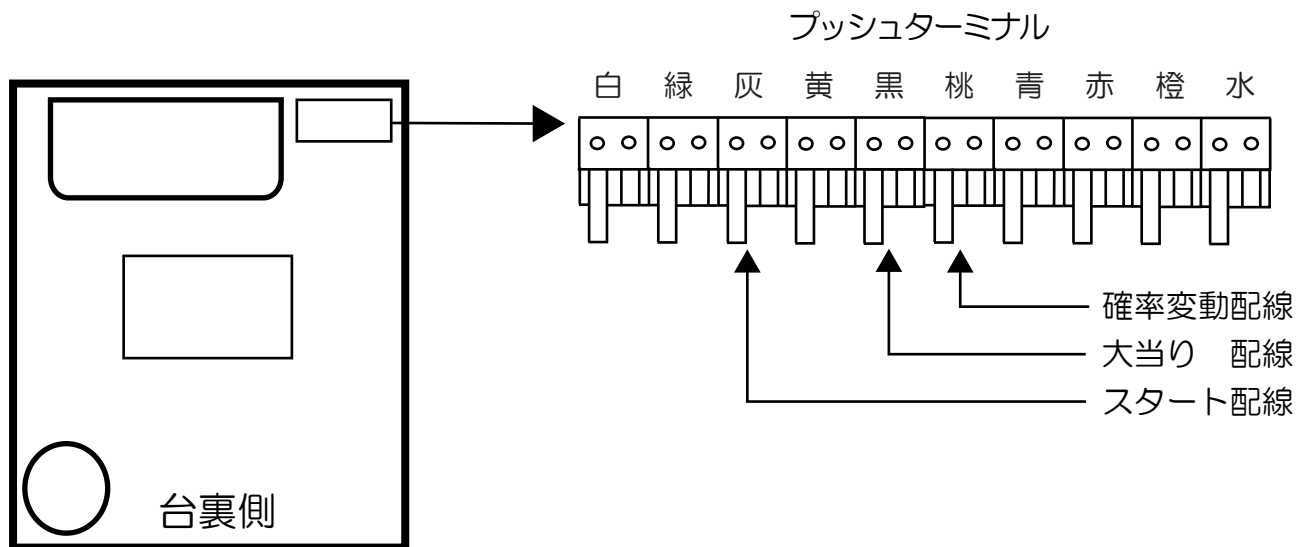 プッシュターミナル
白 緑 灰 黄 黒 桃 青 赤 橙 水
確率変動配線
大当り　配線
スタート配線
台裏側